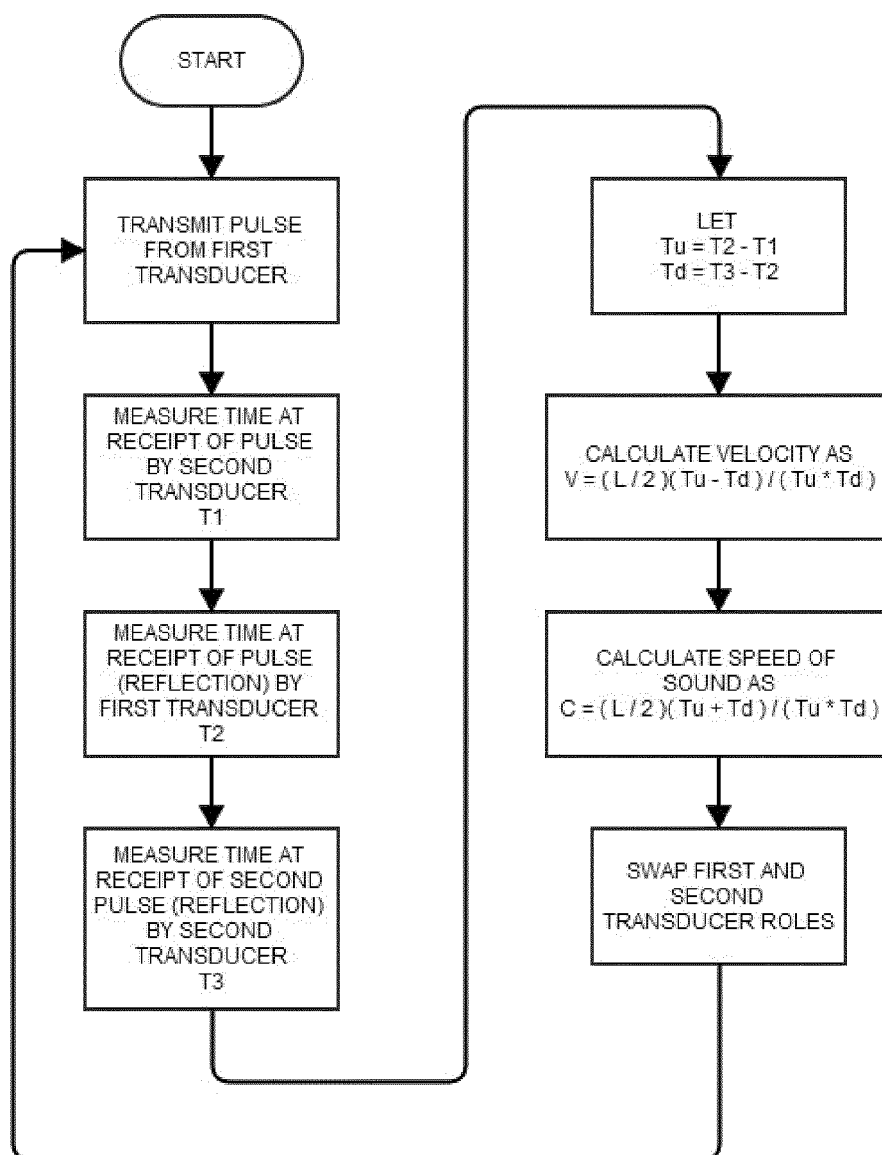 START
TRANSMIT PULSE
FROM FIRST
TRANSDUCER
MEASURE TIME AT
RECEIPT OF PULSE
BY SECOND
TRANSDUCER
T1
MEASURE TIME AT
RECEIPT OF PULSE
(REFLECTION) BY
FIRST TRANSDUCER
T2
MEASURE TIME AT
RECEIPT OF SECOND
PULSE (REFLECTION)
BY SECOND
TRANSDUCER
T3
LET
Tu = T2 - T1
Td = T3 - T2
CALCULATE VELOCITY AS
V = ( L / 2 )( Tu - Td ) / ( Tu * Td )
CALCULATE SPEED OF
SOUND AS
C = ( L / 2 )( Tu + Td ) / ( Tu * Td )
SWAP FIRST AND
SECOND
TRANSDUCER ROLES